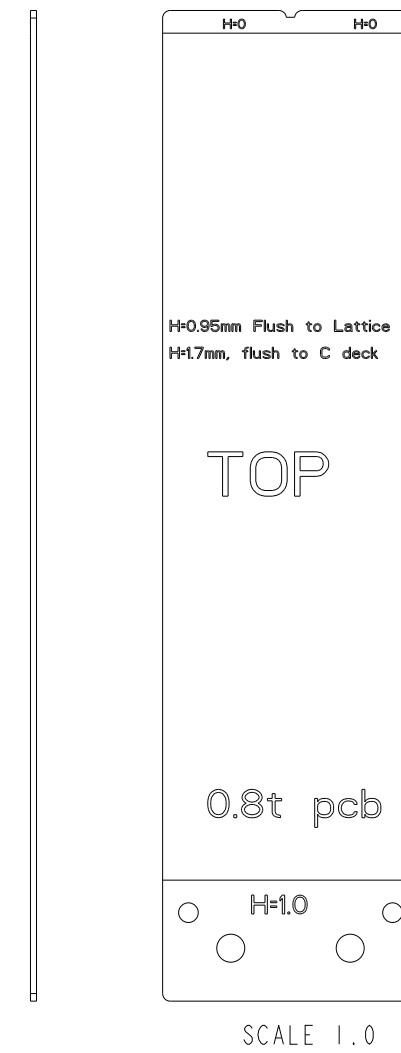 H=0 H=0
H=0.95mm Flush to Lattice
H=1.7mm, flush to C deck
TOP
0.8t pcb
H=1.0
SCALE 1.0